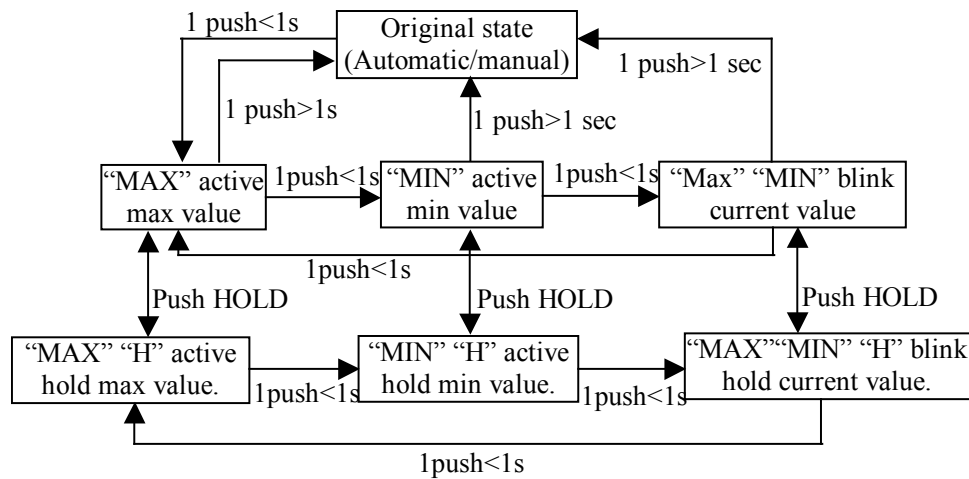 1 push<1s
Original state
(Automatic/manual)
1 push>1 sec
1 push>1s
1 push>1 sec
“MAX” active
max value
1push<1s
“MIN” active
min value
1push<1s
“Max” “MIN” blink
current value
1push<1s
Push HOLD
Push HOLD
Push HOLD
“MAX” “H” active
hold max value.
1push<1s
“MIN” “H” active
hold min value.
1push<1s
“MAX”“MIN” “H” blink
hold current value.
1push<1s